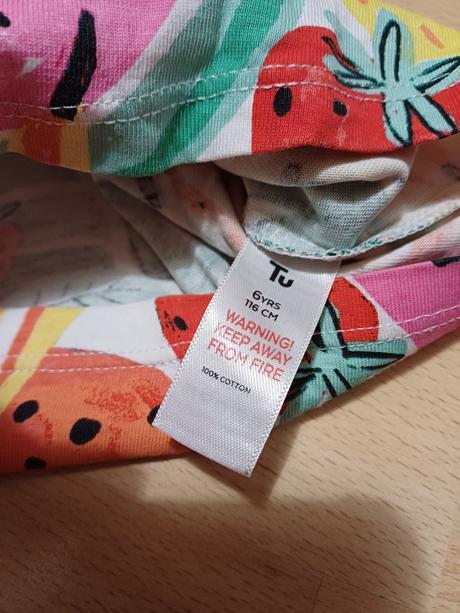 Tu
6YRS
116 CM
WARNING!
KEEP AWAY
FROM FIRE
100% COTTON